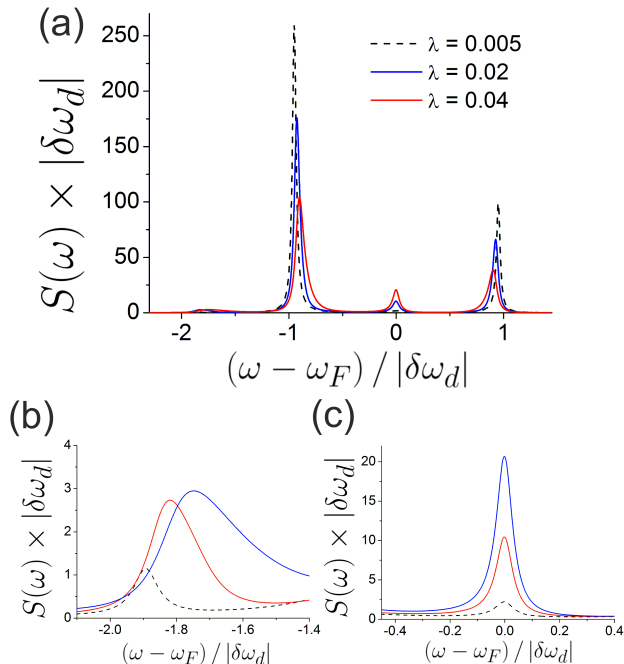 (a)
S(ω) × |δω_d|
250
200
150
100
50
0
λ = 0.005
λ = 0.02
λ = 0.04
-2
-1
0
1
(ω − ω_F) / |δω_d|
(b)
S(ω) × |δω_d|
4
3
2
1
0
-2.0
-1.8
-1.6
-1.4
(ω − ω_F) / |δω_d|
(c)
S(ω) × |δω_d|
20
15
10
5
0
-0.4
-0.2
0.0
0.2
0.4
(ω − ω_F) / |δω_d|